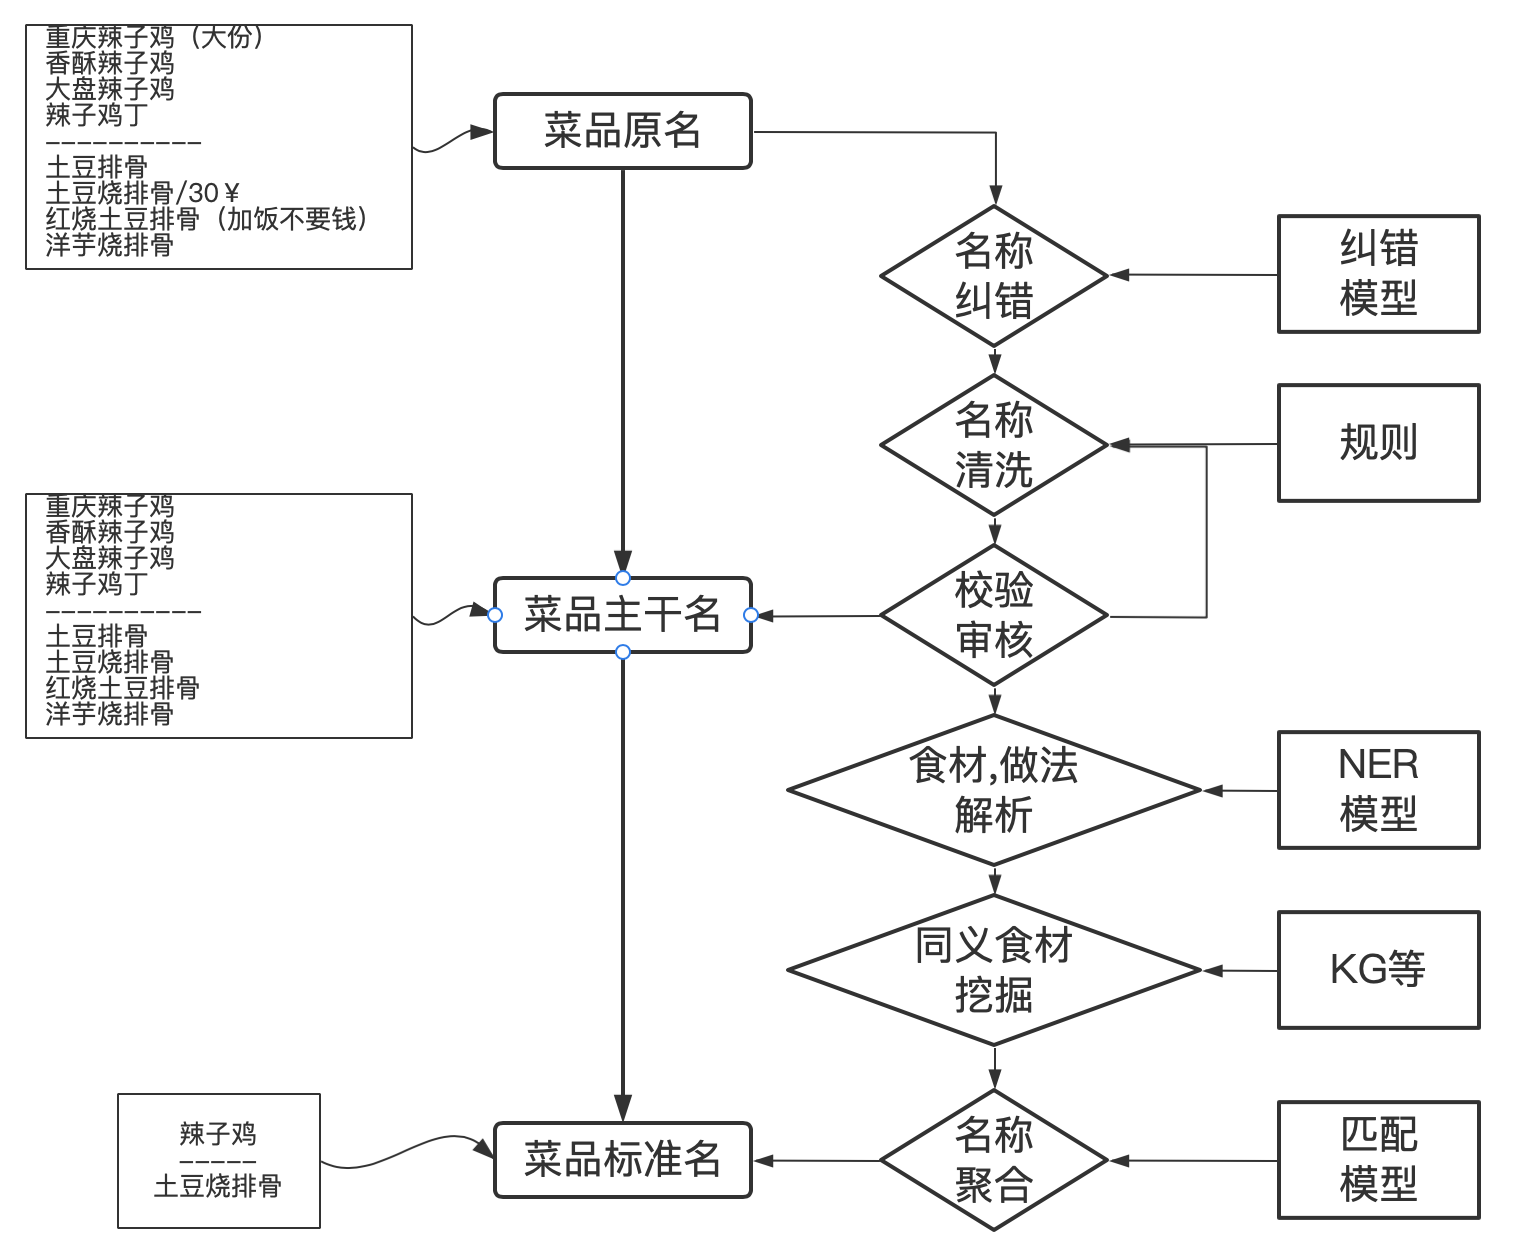 重庆辣子鸡（大份）
香酥辣子鸡
大盘辣子鸡
辣子鸡丁
----------
土豆排骨
土豆烧排骨/30¥
红烧土豆排骨（加饭不要钱）
洋芋烧排骨
菜品原名
名称
纠错
纠错
模型
名称
清洗
规则
重庆辣子鸡
香酥辣子鸡
大盘辣子鸡
辣子鸡丁
----------
土豆排骨
土豆烧排骨
红烧土豆排骨
洋芋烧排骨
菜品主干名
校验
审核
食材,做法
解析
NER
模型
同义食材
挖掘
KG等
辣子鸡
-----
土豆烧排骨
菜品标准名
名称
聚合
匹配
模型